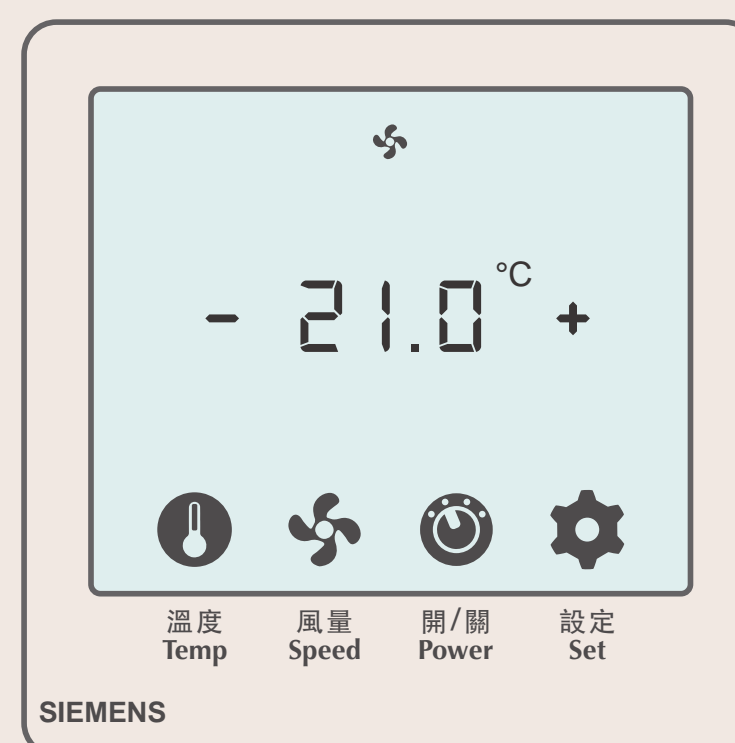 °C
- 21.0 +
溫度 風量 開/關 設定
Temp Speed Power Set
SIEMENS